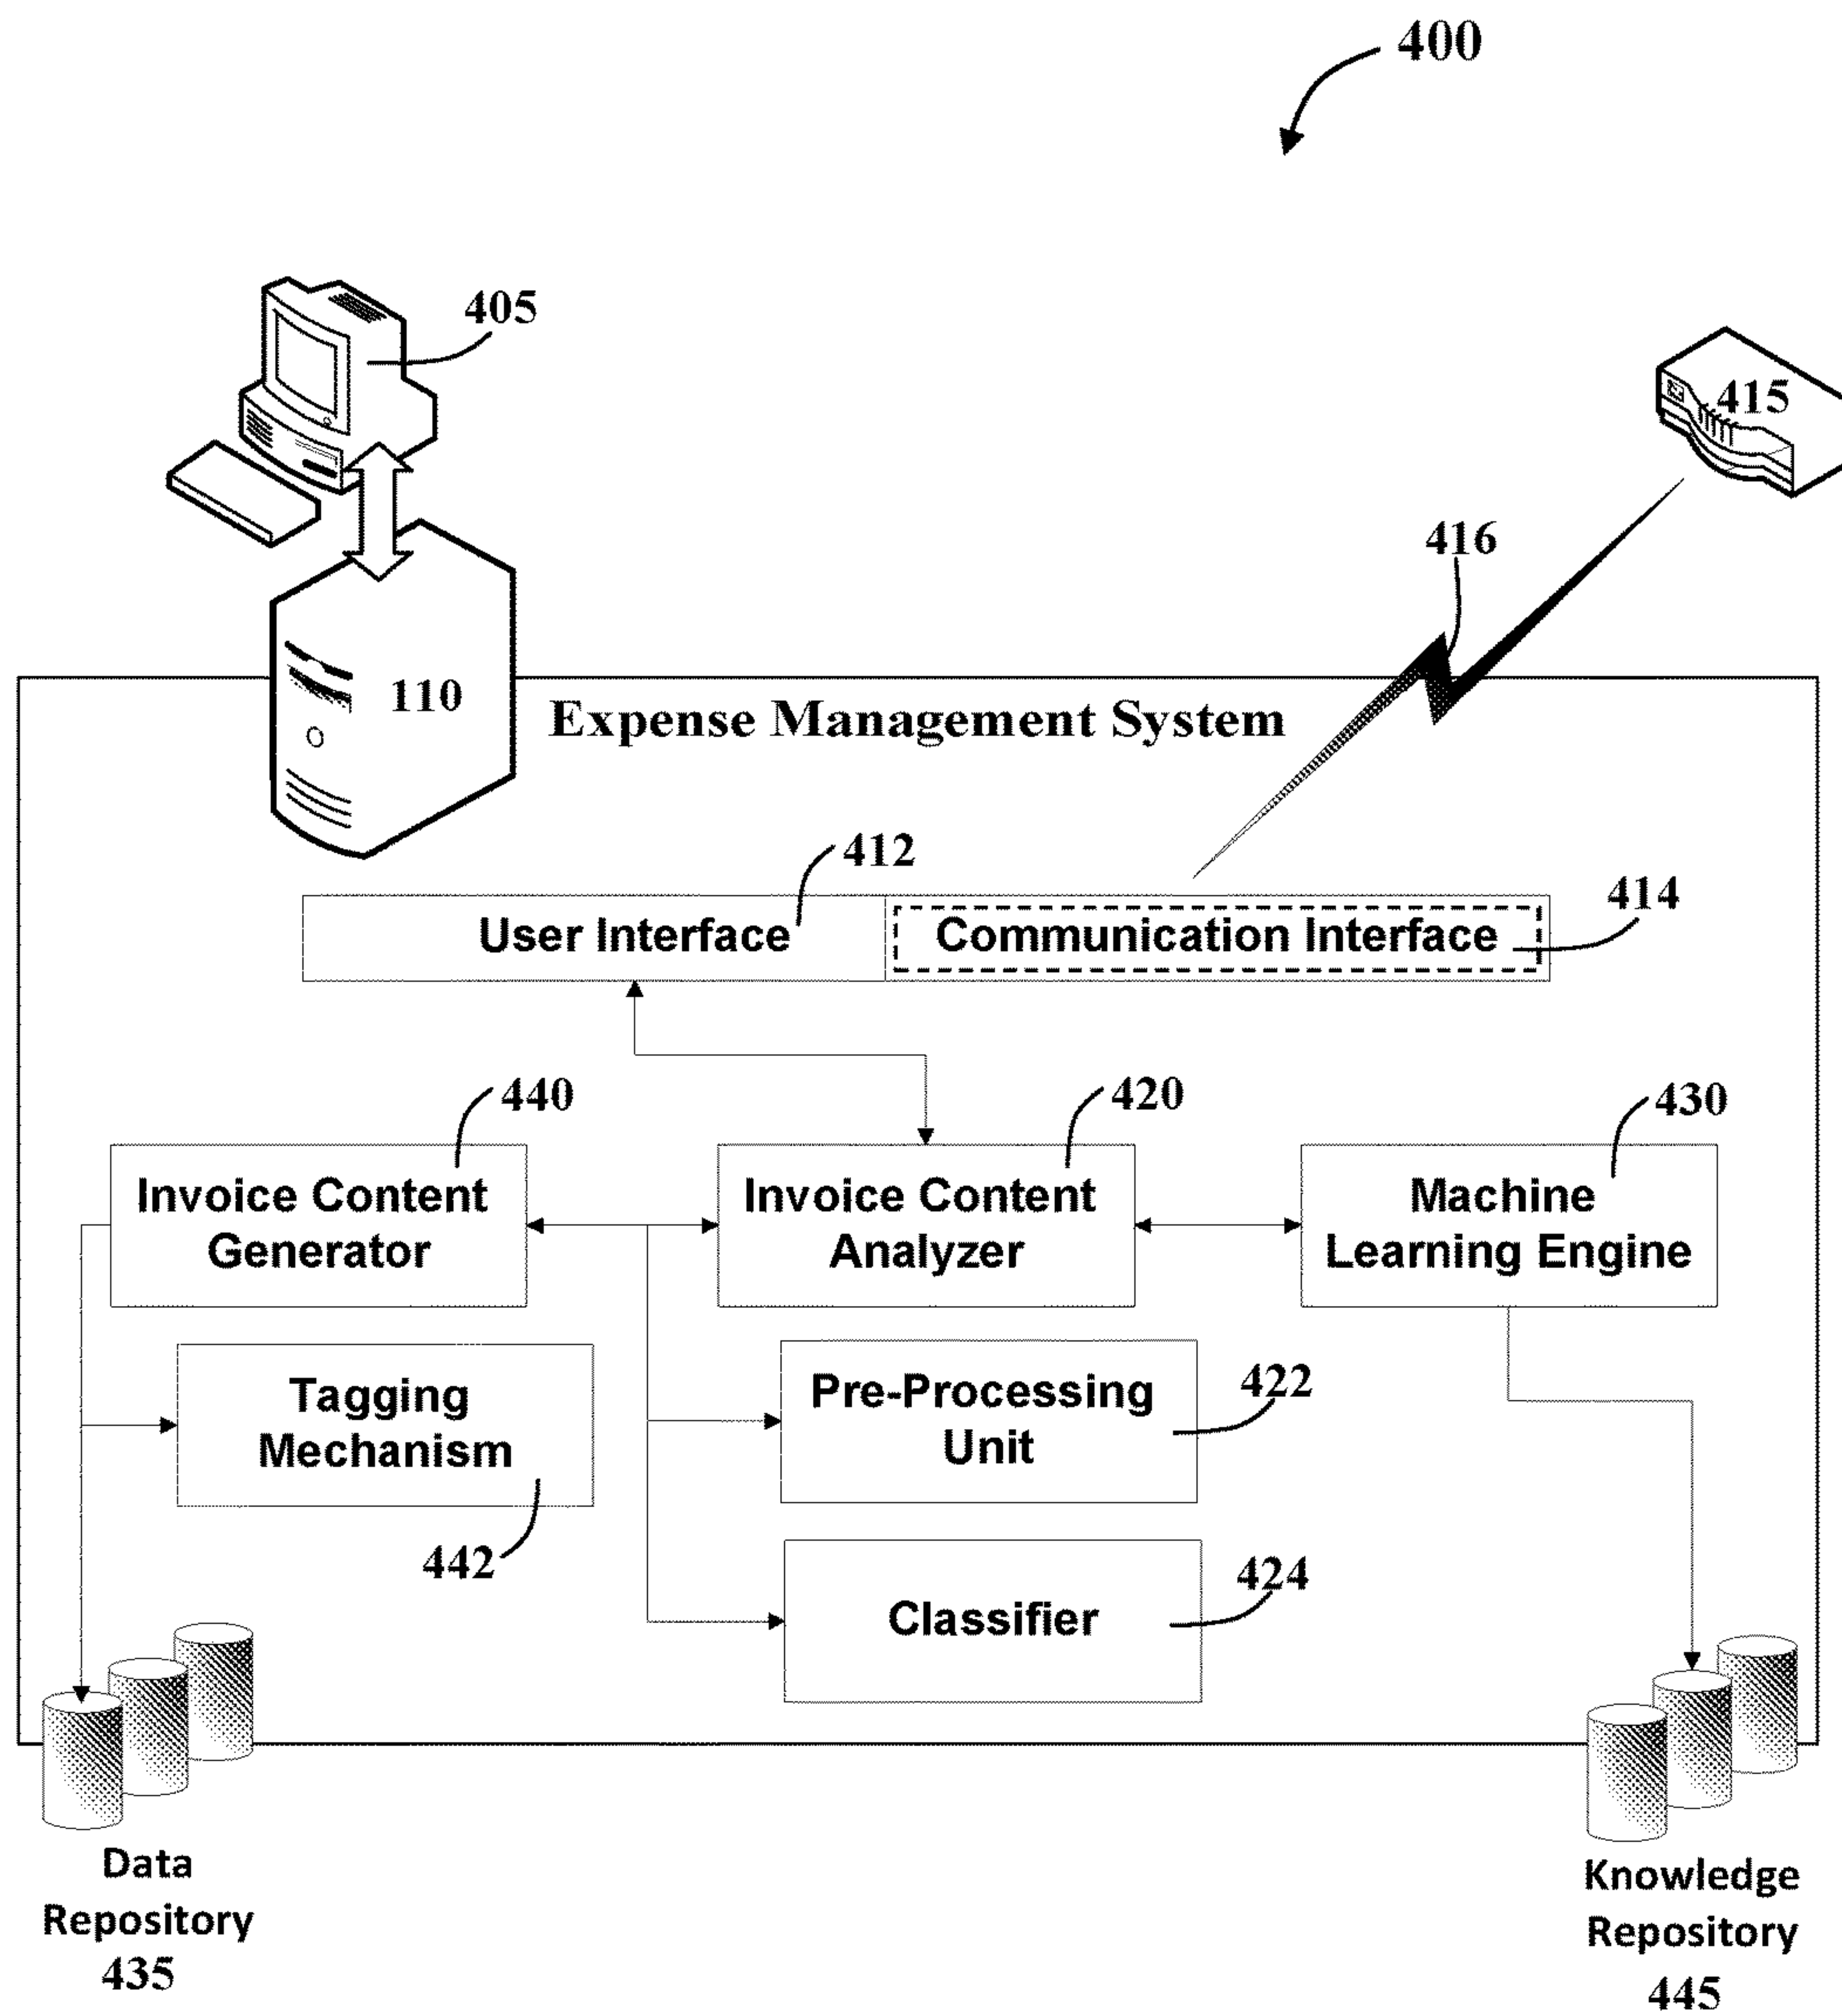 400
405
415
416
110
Expense Management System
412
414
User Interface
Communication Interface
440
420
430
Invoice Content
Generator
Invoice Content
Analyzer
Machine
Learning Engine
Tagging
Mechanism
442
Pre-Processing
Unit
422
424
Classifier
Data
Repository
435
Knowledge
Repository
445